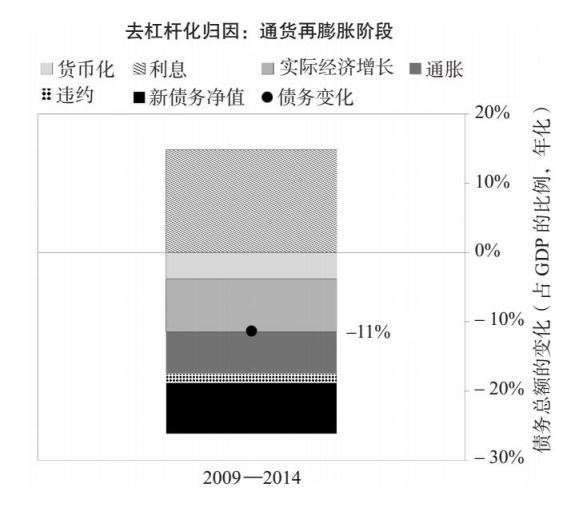 去杠杆化归因：通货再膨胀阶段
货币化 利息 实际经济增长 通胀
违约 新债务净值 债务变化
20%
10%
0%
–10%
–11%
–20%
–30%
2009—2014
债务总额的变化（占 GDP 的比例，年化）